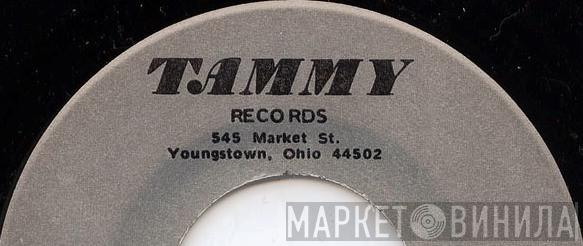 TAMMY
RECORDS
545 Market St.
Youngstown, Ohio 44502
МАРКЕТ ВИНИЛА